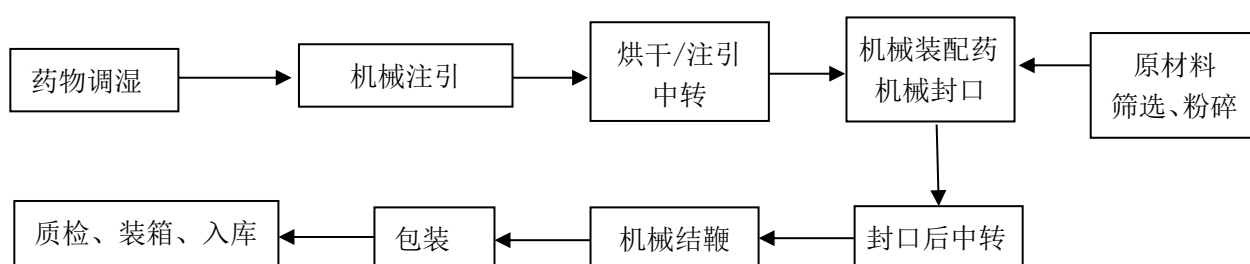 药物调湿
机械注引
烘干/注引
中转
机械装配药
机械封口
原材料
筛选、粉碎
质检、装箱、入库
包装
机械结鞭
封口后中转